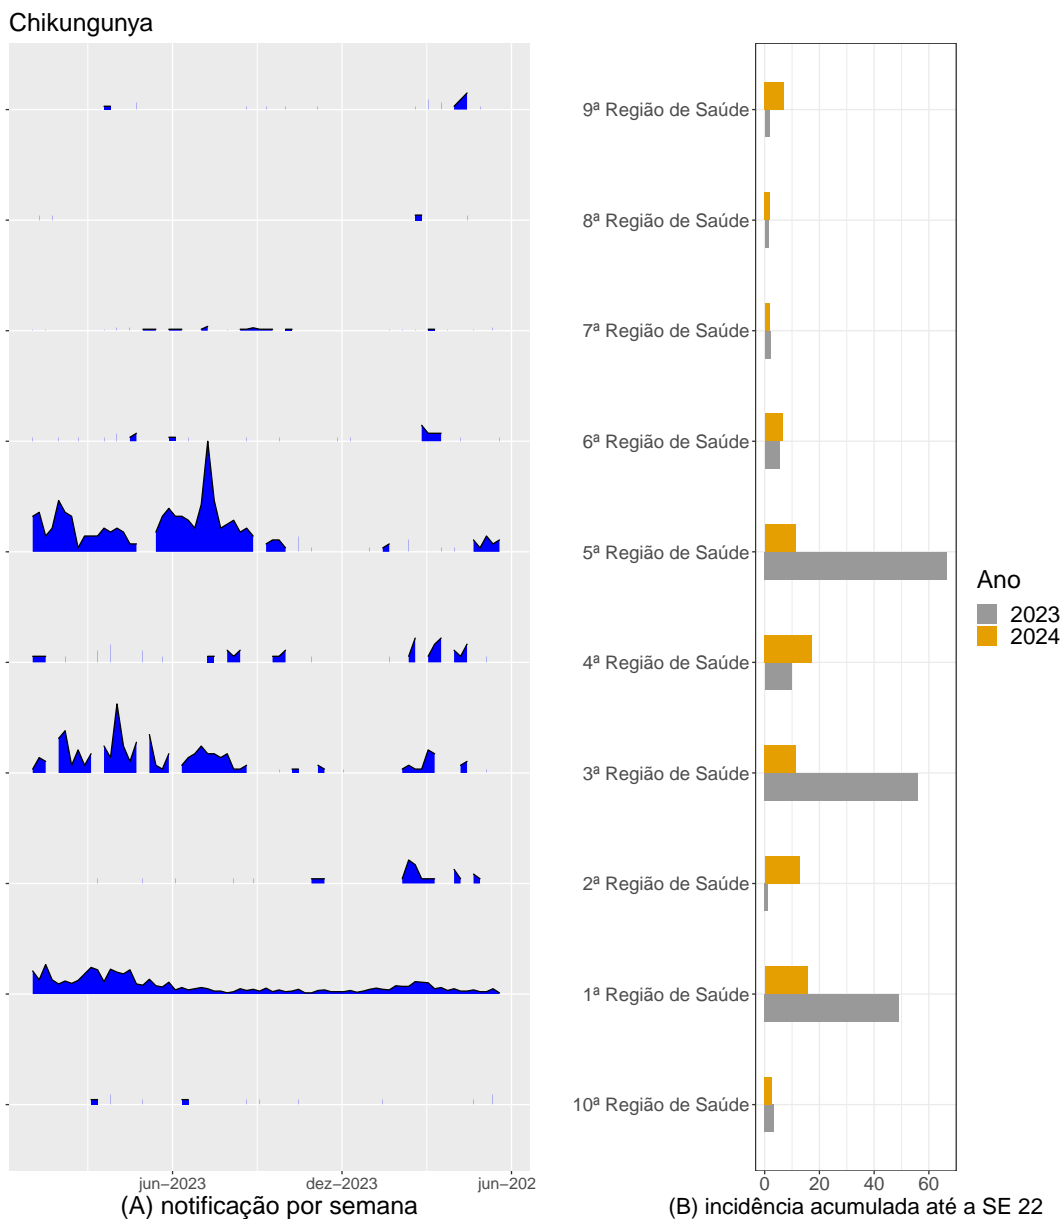 Chikungunya
9ª Região de Saúde
8ª Região de Saúde
7ª Região de Saúde
6ª Região de Saúde
5ª Região de Saúde
4ª Região de Saúde
3ª Região de Saúde
2ª Região de Saúde
1ª Região de Saúde
10ª Região de Saúde
Ano
2023
2024
jun−2023 dez−2023 jun−202
0 20 40 60
(A) notificação por semana
(B) incidência acumulada até a SE 22